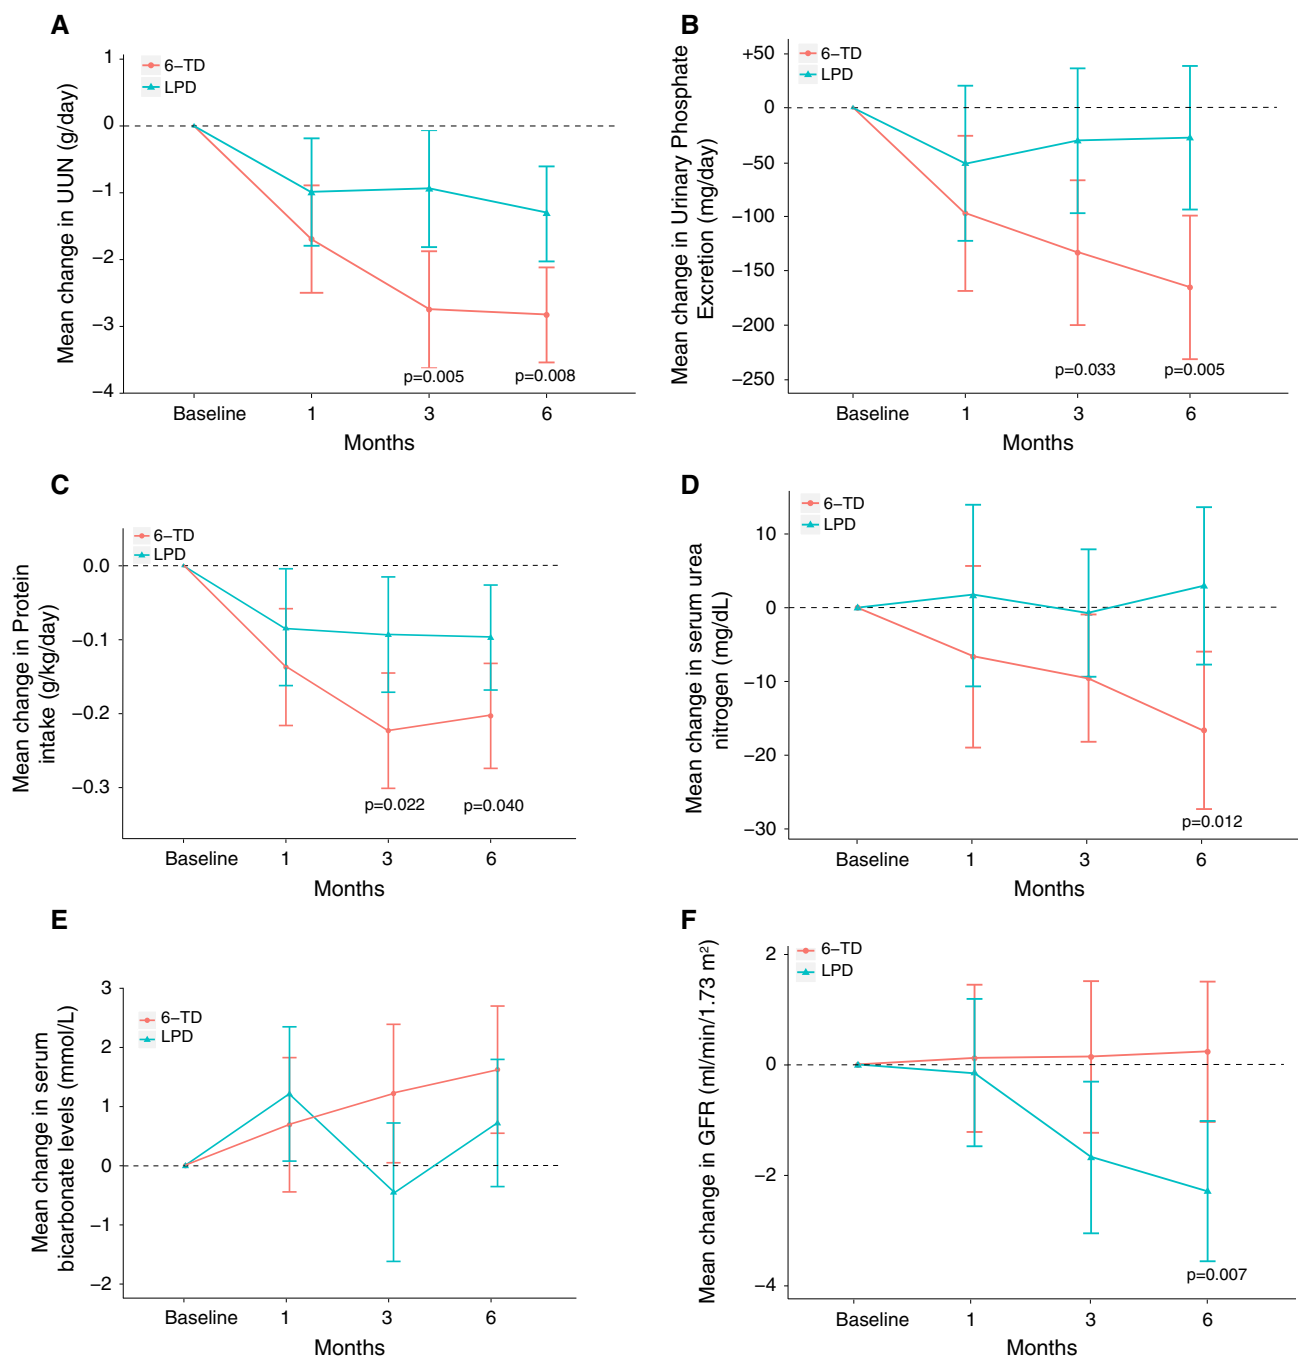 A
Mean change in UUN (g/day)
6–TD
LPD
1
0
−1
−2
−3
−4
p=0.005
p=0.008
Baseline
1
3
6
Months
B
Mean change in Urinary Phosphate
Excretion (mg/day)
6–TD
LPD
+50
0
−50
−100
−150
−200
−250
p=0.033
p=0.005
Baseline
1
3
6
Months
C
Mean change in Protein
intake (g/kg/day)
6–TD
LPD
0.0
−0.1
−0.2
−0.3
p=0.022
p=0.040
Baseline
1
3
6
Months
D
Mean change in serum urea
nitrogen (mg/dL)
6–TD
LPD
10
0
−10
−20
−30
p=0.012
Baseline
1
3
6
Months
E
Mean change in serum
bicarbonate levels (mmol/L)
6–TD
LPD
3
2
1
0
−1
−2
Baseline
1
3
6
Months
F
Mean change in GFR (ml/min/1.73 m²)
6–TD
LPD
2
0
−2
−4
p=0.007
Baseline
1
3
6
Months